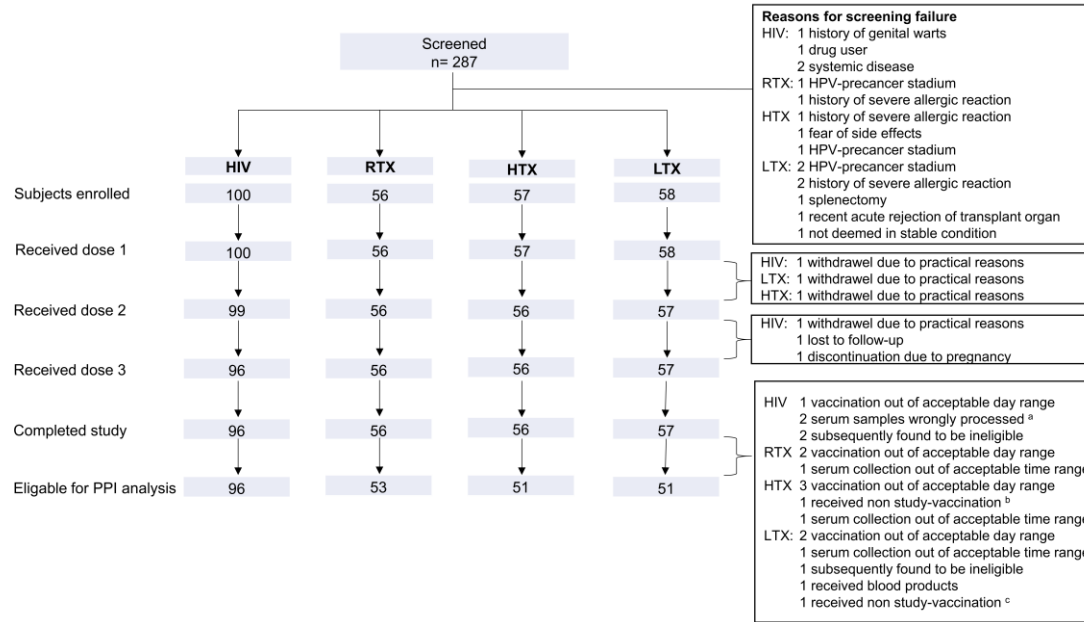 Screened
n= 287
HIV RTX HTX LTX
Subjects enrolled 100 56 57 58
Received dose 1 100 56 57 58
Received dose 2 99 56 56 57
Received dose 3 96 56 56 57
Completed study 96 56 56 57
Eligable for PPI analysis 96 53 51 51
Reasons for screening failure
HIV: 1 history of genital warts
1 drug user
2 systemic disease
RTX: 1 HPV-precancer stadium
1 history of severe allergic reaction
HTX 1 history of severe allergic reaction
1 fear of side effects
1 HPV-precancer stadium
LTX: 2 HPV-precancer stadium
2 history of severe allergic reaction
1 splenectomy
1 recent acute rejection of transplant organ
1 not deemed in stable condition
HIV: 1 withdrawel due to practical reasons
LTX: 1 withdrawel due to practical reasons
HTX: 1 withdrawel due to practical reasons
HIV: 1 withdrawel due to practical reasons
1 lost to follow-up
1 discontinuation due to pregnancy
HIV 1 vaccination out of acceptable day range
2 serum samples wrongly processed a
2 subsequently found to be ineligible
RTX 2 vaccination out of acceptable day range
1 serum collection out of acceptable time range
HTX 3 vaccination out of acceptable day range
1 received non study-vaccination b
1 serum collection out of acceptable time range
LTX: 2 vaccination out of acceptable day range
1 serum collection out of acceptable time range
1 subsequently found to be ineligible
1 received blood products
1 received non study-vaccination c